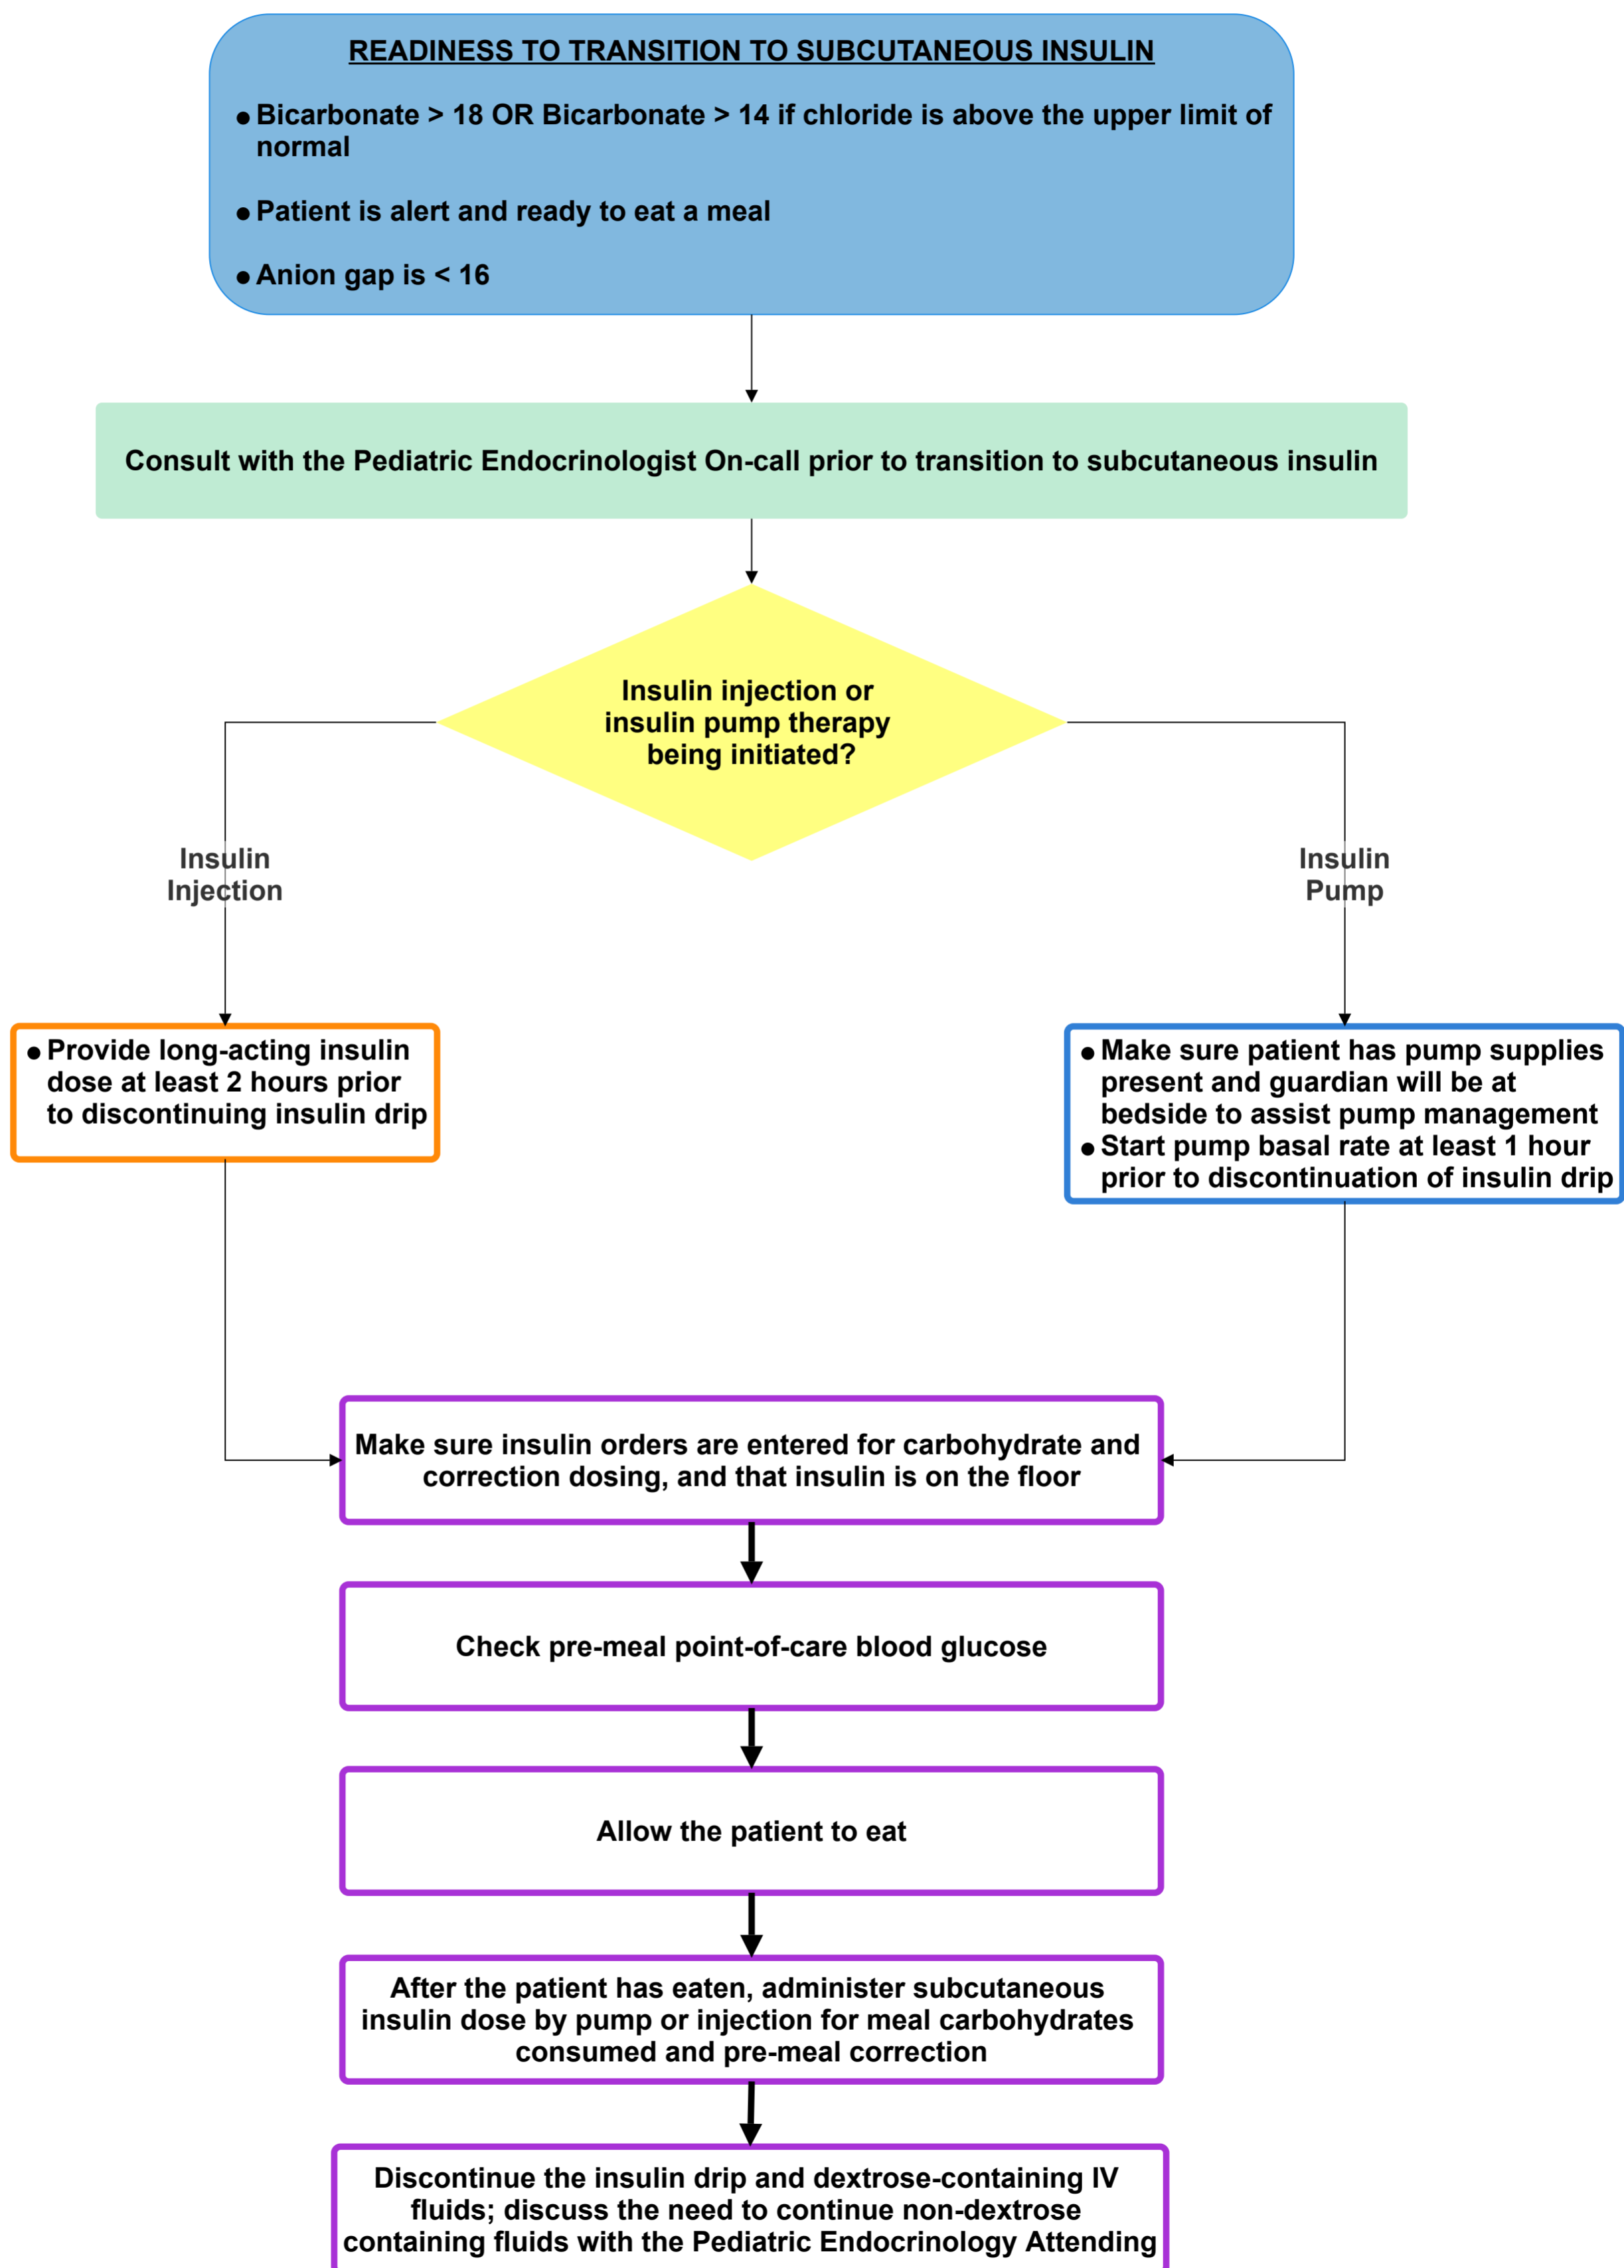 READINESS TO TRANSITION TO SUBCUTANEOUS INSULIN
● Bicarbonate > 18 OR Bicarbonate > 14 if chloride is above the upper limit of
normal
● Patient is alert and ready to eat a meal
● Anion gap is < 16
Consult with the Pediatric Endocrinologist On-call prior to transition to subcutaneous insulin
Insulin injection or
insulin pump therapy
being initiated?
Insulin
Injection
Insulin
Pump
● Provide long-acting insulin
dose at least 2 hours prior
to discontinuing insulin drip
● Make sure patient has pump supplies
present and guardian will be at
bedside to assist pump management
● Start pump basal rate at least 1 hour
prior to discontinuation of insulin drip
Make sure insulin orders are entered for carbohydrate and
correction dosing, and that insulin is on the floor
Check pre-meal point-of-care blood glucose
Allow the patient to eat
After the patient has eaten, administer subcutaneous
insulin dose by pump or injection for meal carbohydrates
consumed and pre-meal correction
Discontinue the insulin drip and dextrose-containing IV
fluids; discuss the need to continue non-dextrose
containing fluids with the Pediatric Endocrinology Attending